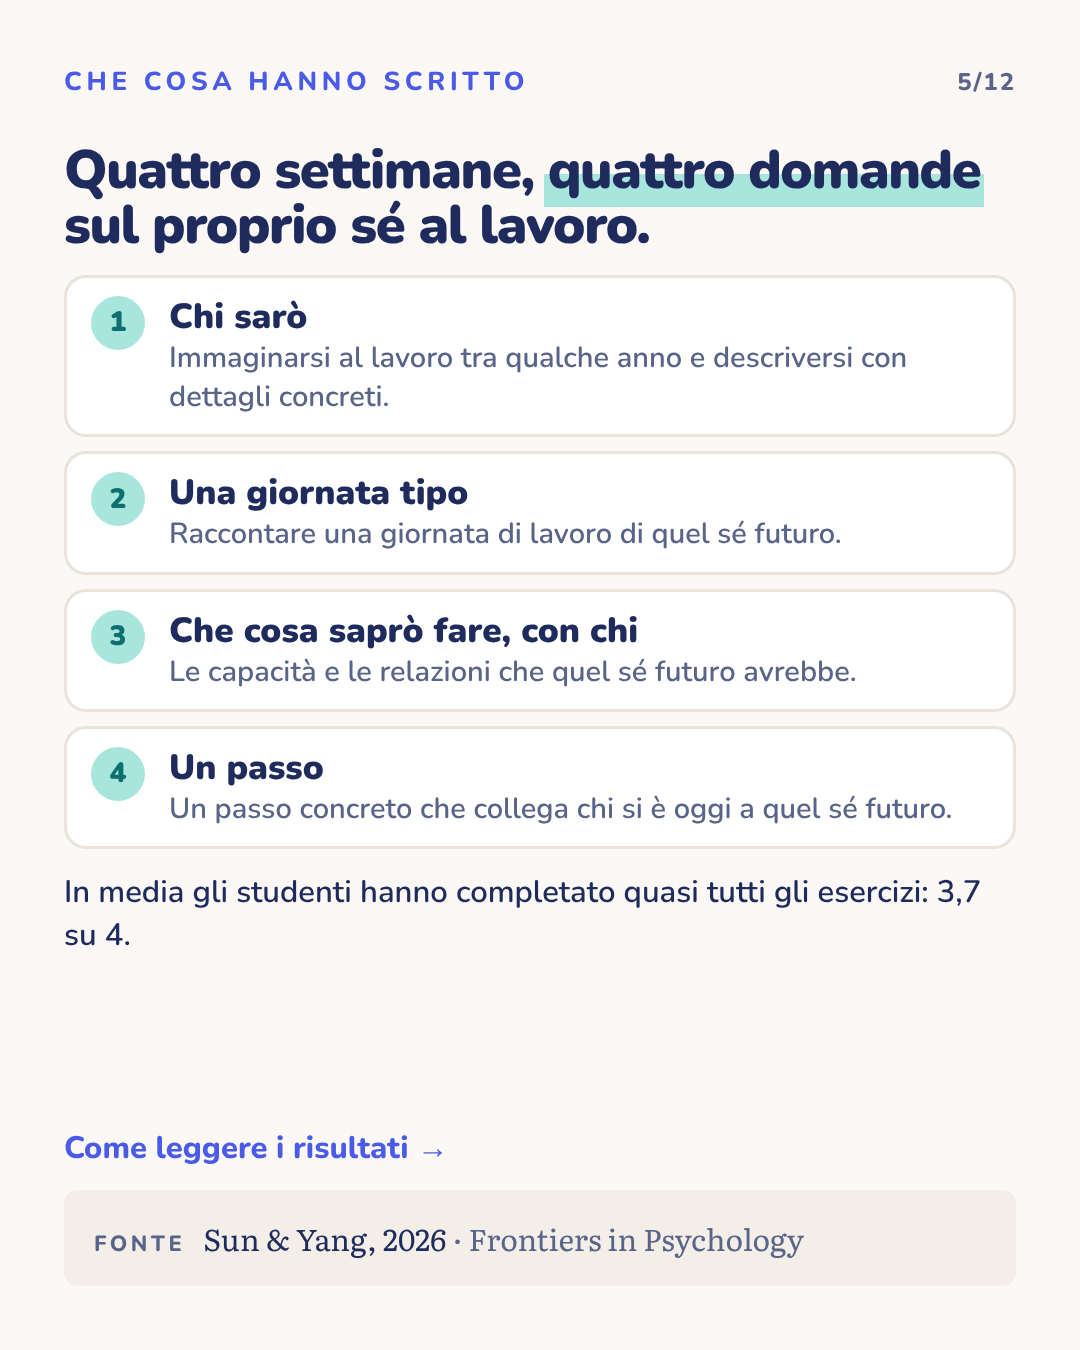 CHE COSA HANNO SCRITTO
5/12
Quattro settimane, quattro domande
sul proprio sé al lavoro.
1
Chi sarò
Immaginarsi al lavoro tra qualche anno e descriversi con
dettagli concreti.
2
Una giornata tipo
Raccontare una giornata di lavoro di quel sé futuro.
3
Che cosa saprò fare, con chi
Le capacità e le relazioni che quel sé futuro avrebbe.
4
Un passo
Un passo concreto che collega chi si è oggi a quel sé futuro.
In media gli studenti hanno completato quasi tutti gli esercizi: 3,7
su 4.
Come leggere i risultati →
FONTE Sun & Yang, 2026 · Frontiers in Psychology